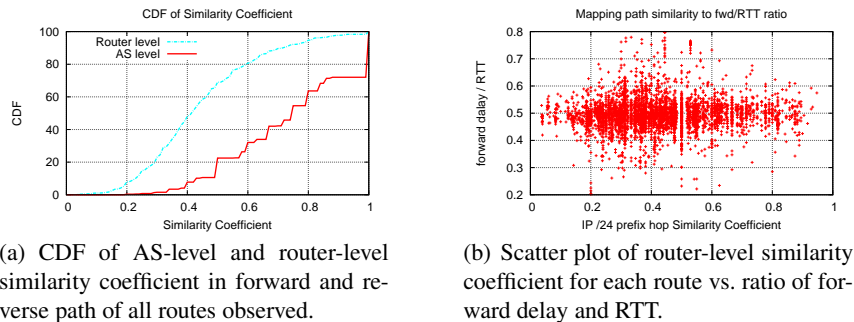 CDF of Similarity Coefficient
Router level
AS level
CDF
100
80
60
40
20
0
0 0.2 0.4 0.6 0.8 1
Similarity Coefficient
(a) CDF of AS-level and router-level
similarity coefficient in forward and re-
verse path of all routes observed.
Mapping path similarity to fwd/RTT ratio
forward dalay / RTT
0.8
0.7
0.6
0.5
0.4
0.3
0.2
0 0.2 0.4 0.6 0.8 1
IP /24 prefix hop Similarity Coefficient
(b) Scatter plot of router-level similarity
coefficient for each route vs. ratio of for-
ward delay and RTT.